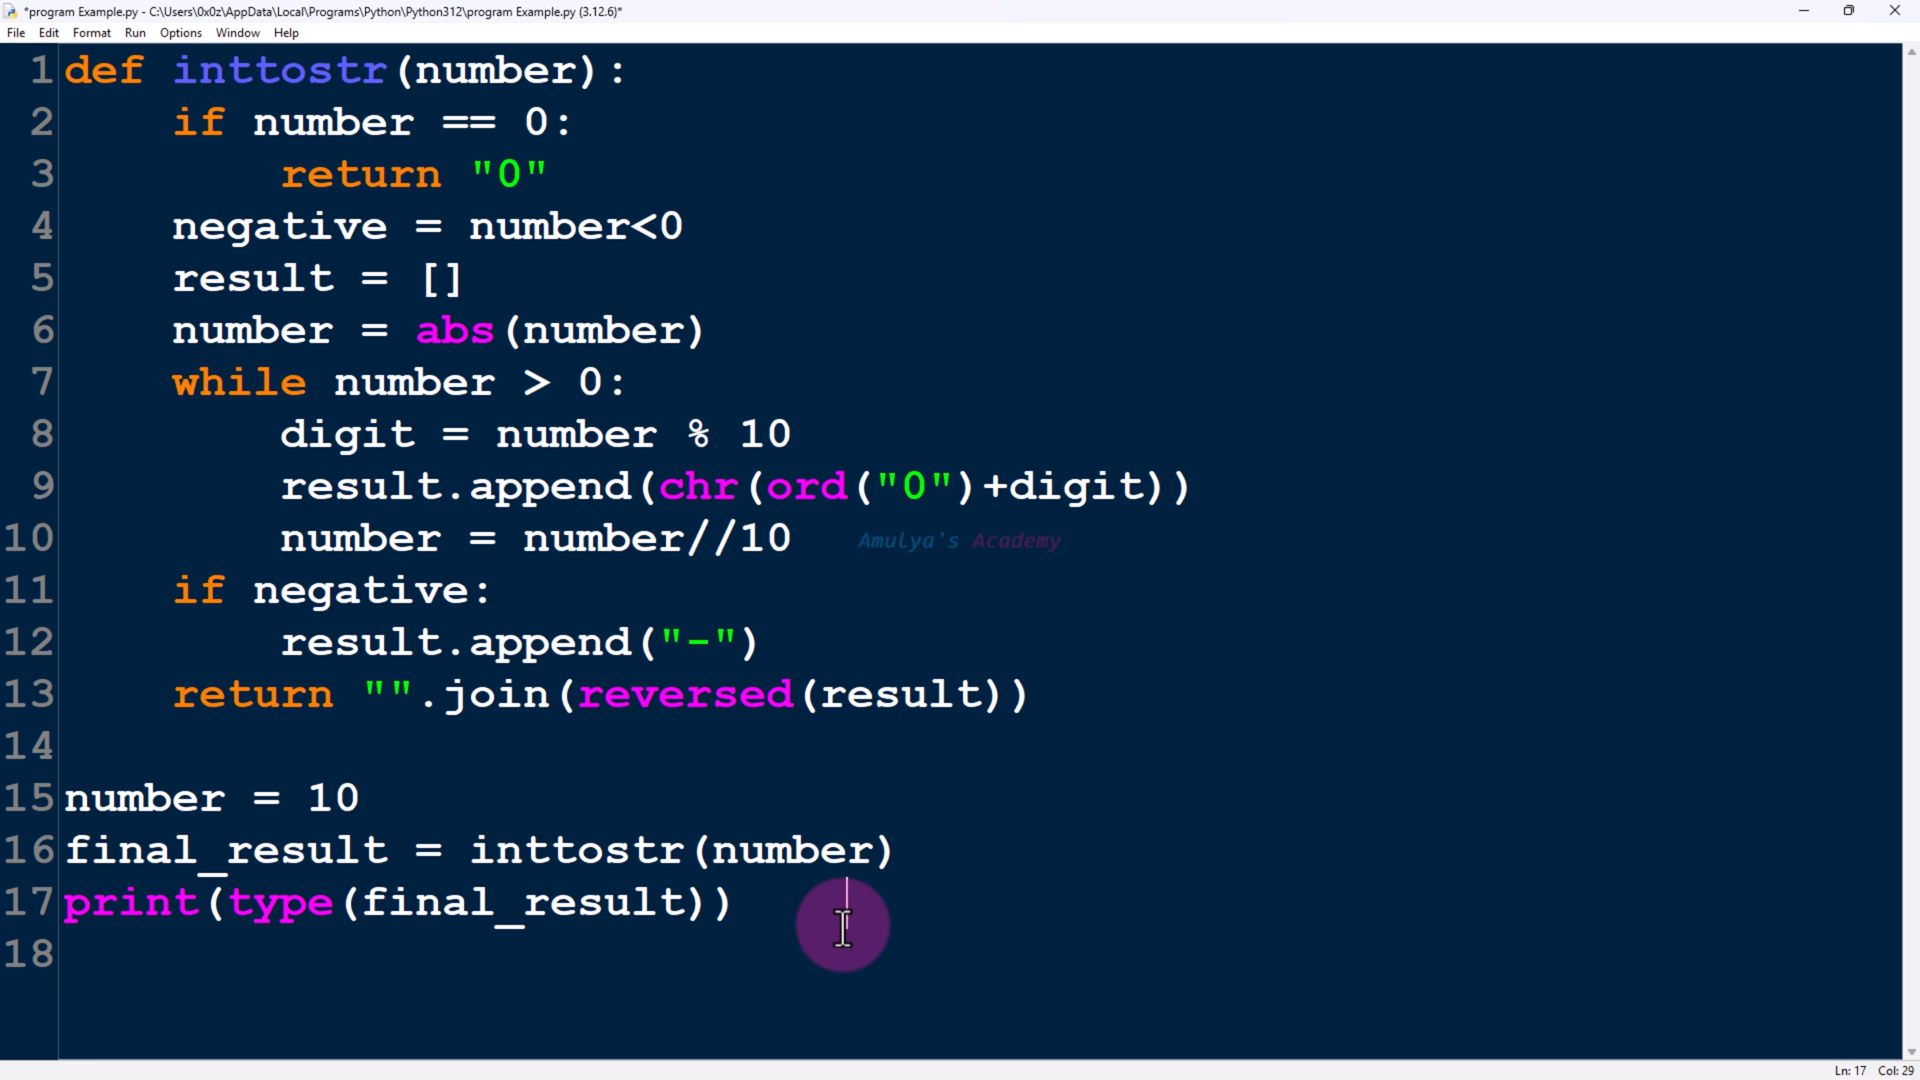 *program Example.py - C:\Users\0x0z\AppData\Local\Programs\Python\Python312\program Example.py (3.12.6)*
File Edit Format Run Options Window Help
1 def inttostr(number):
2     if number == 0:
3         return "0"
4     negative = number<0
5     result = []
6     number = abs(number)
7     while number > 0:
8         digit = number % 10
9         result.append(chr(ord("0")+digit))
10         number = number//10 Amulya's Academy
11     if negative:
12         result.append("-")
13     return "".join(reversed(result))
14
15 number = 10
16 final_result = inttostr(number)
17 print(type(final_result))
18
Ln: 17 Col: 29